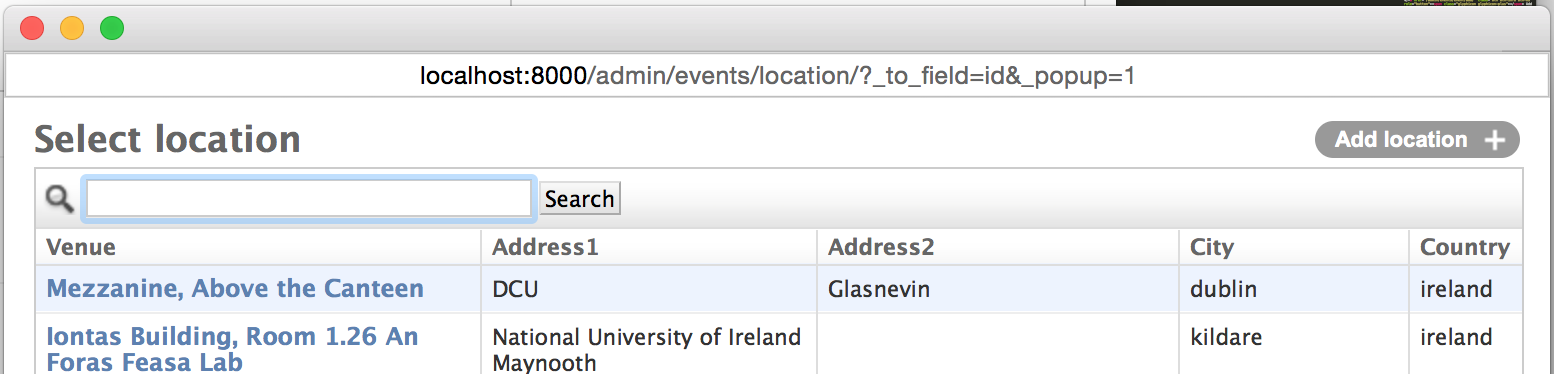 localhost:8000/admin/events/location/?_to_field=id&_popup=1
Select location
Add location +
Search
Venue Address1 Address2 City Country
Mezzanine, Above the Canteen DCU Glasnevin dublin ireland
Iontas Building, Room 1.26 An National University of Ireland kildare ireland
Foras Feasa Lab Maynooth